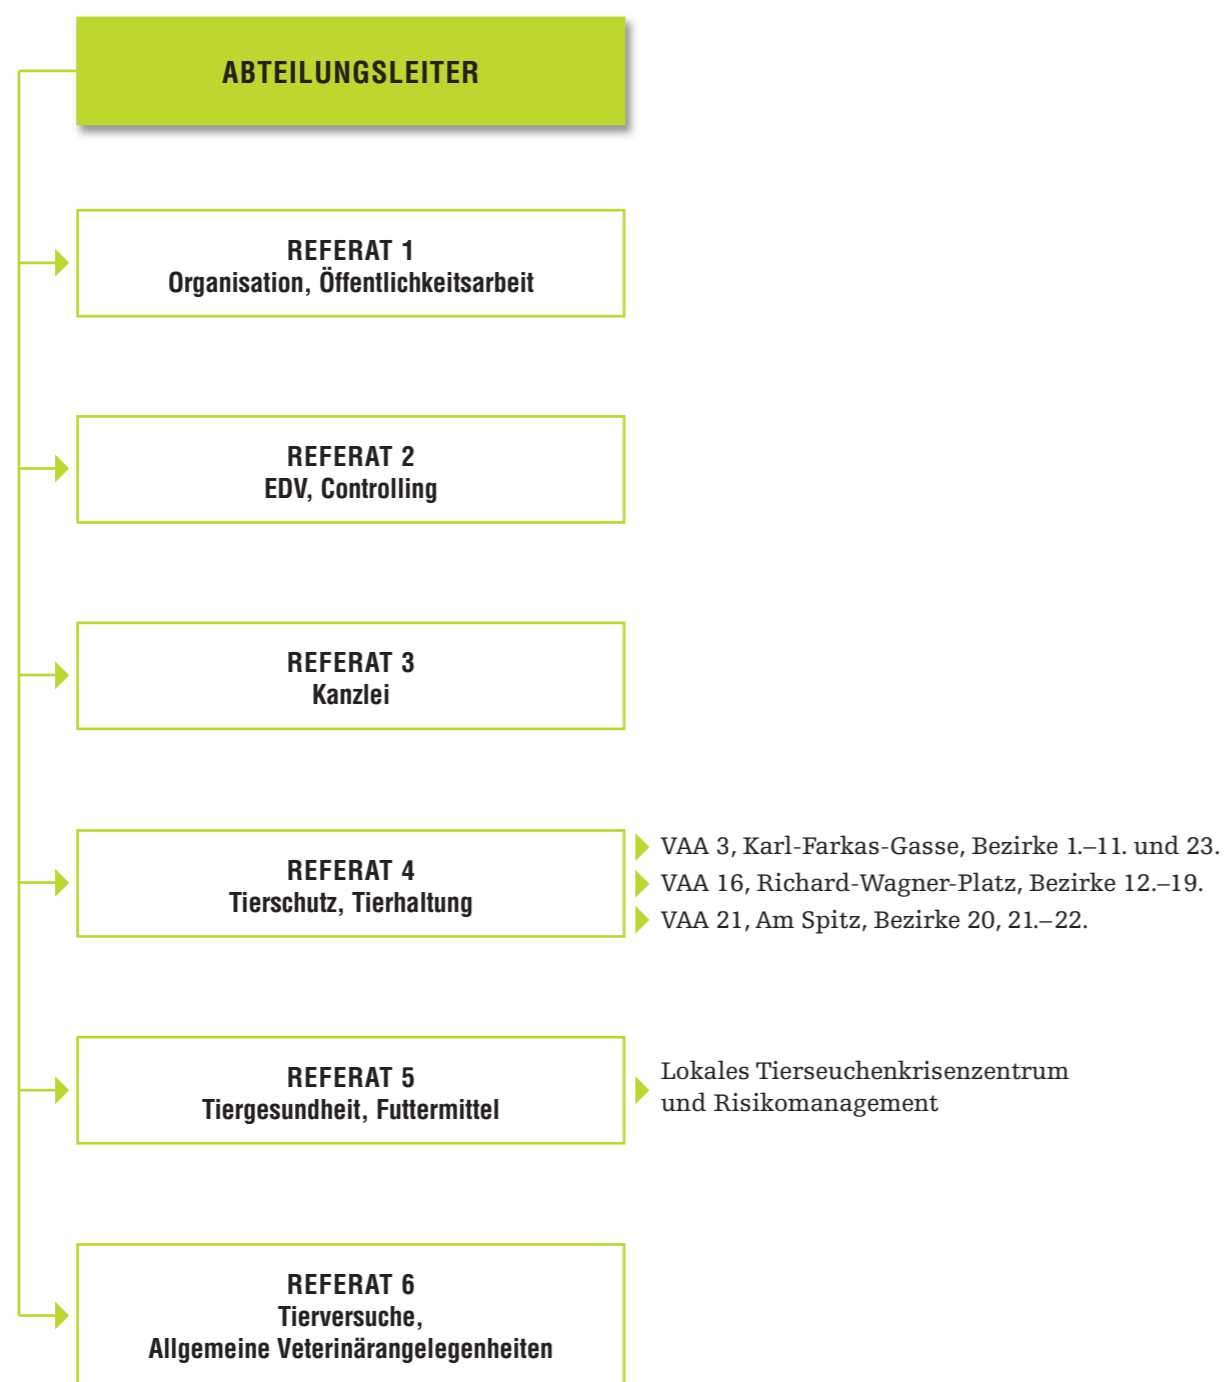 ABTEILUNGSLEITER
REFERAT 1
Organisation, Öffentlichkeitsarbeit
REFERAT 2
EDV, Controlling
REFERAT 3
Kanzlei
REFERAT 4
Tierschutz, Tierhaltung
VAA 3, Karl-Farkas-Gasse, Bezirke 1.–11. und 23.
VAA 16, Richard-Wagner-Platz, Bezirke 12.–19.
VAA 21, Am Spitz, Bezirke 20, 21.–22.
REFERAT 5
Tiergesundheit, Futtermittel
Lokales Tierseuchenkrisenzentrum
und Risikomanagement
REFERAT 6
Tierversuche,
Allgemeine Veterinärangelegenheiten